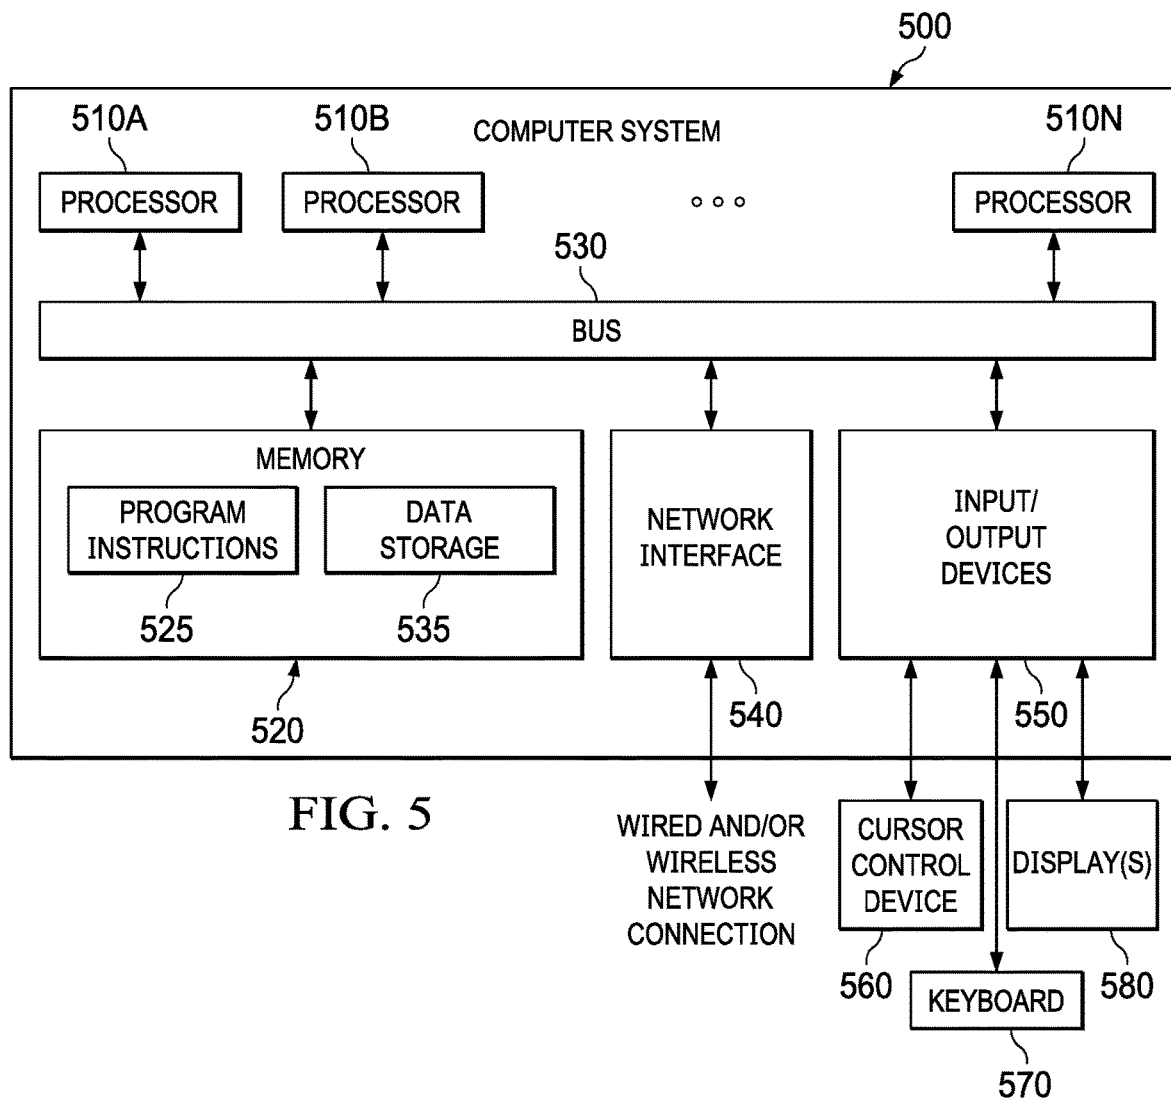 500
510A
510B
COMPUTER SYSTEM
510N
PROCESSOR
PROCESSOR
PROCESSOR
530
BUS
MEMORY
PROGRAM
INSTRUCTIONS
DATA
STORAGE
525
535
520
NETWORK
INTERFACE
540
INPUT/
OUTPUT
DEVICES
550
FIG. 5
WIRED AND/OR
WIRELESS
NETWORK
CONNECTION
CURSOR
CONTROL
DEVICE
560
DISPLAY(S)
580
KEYBOARD
570